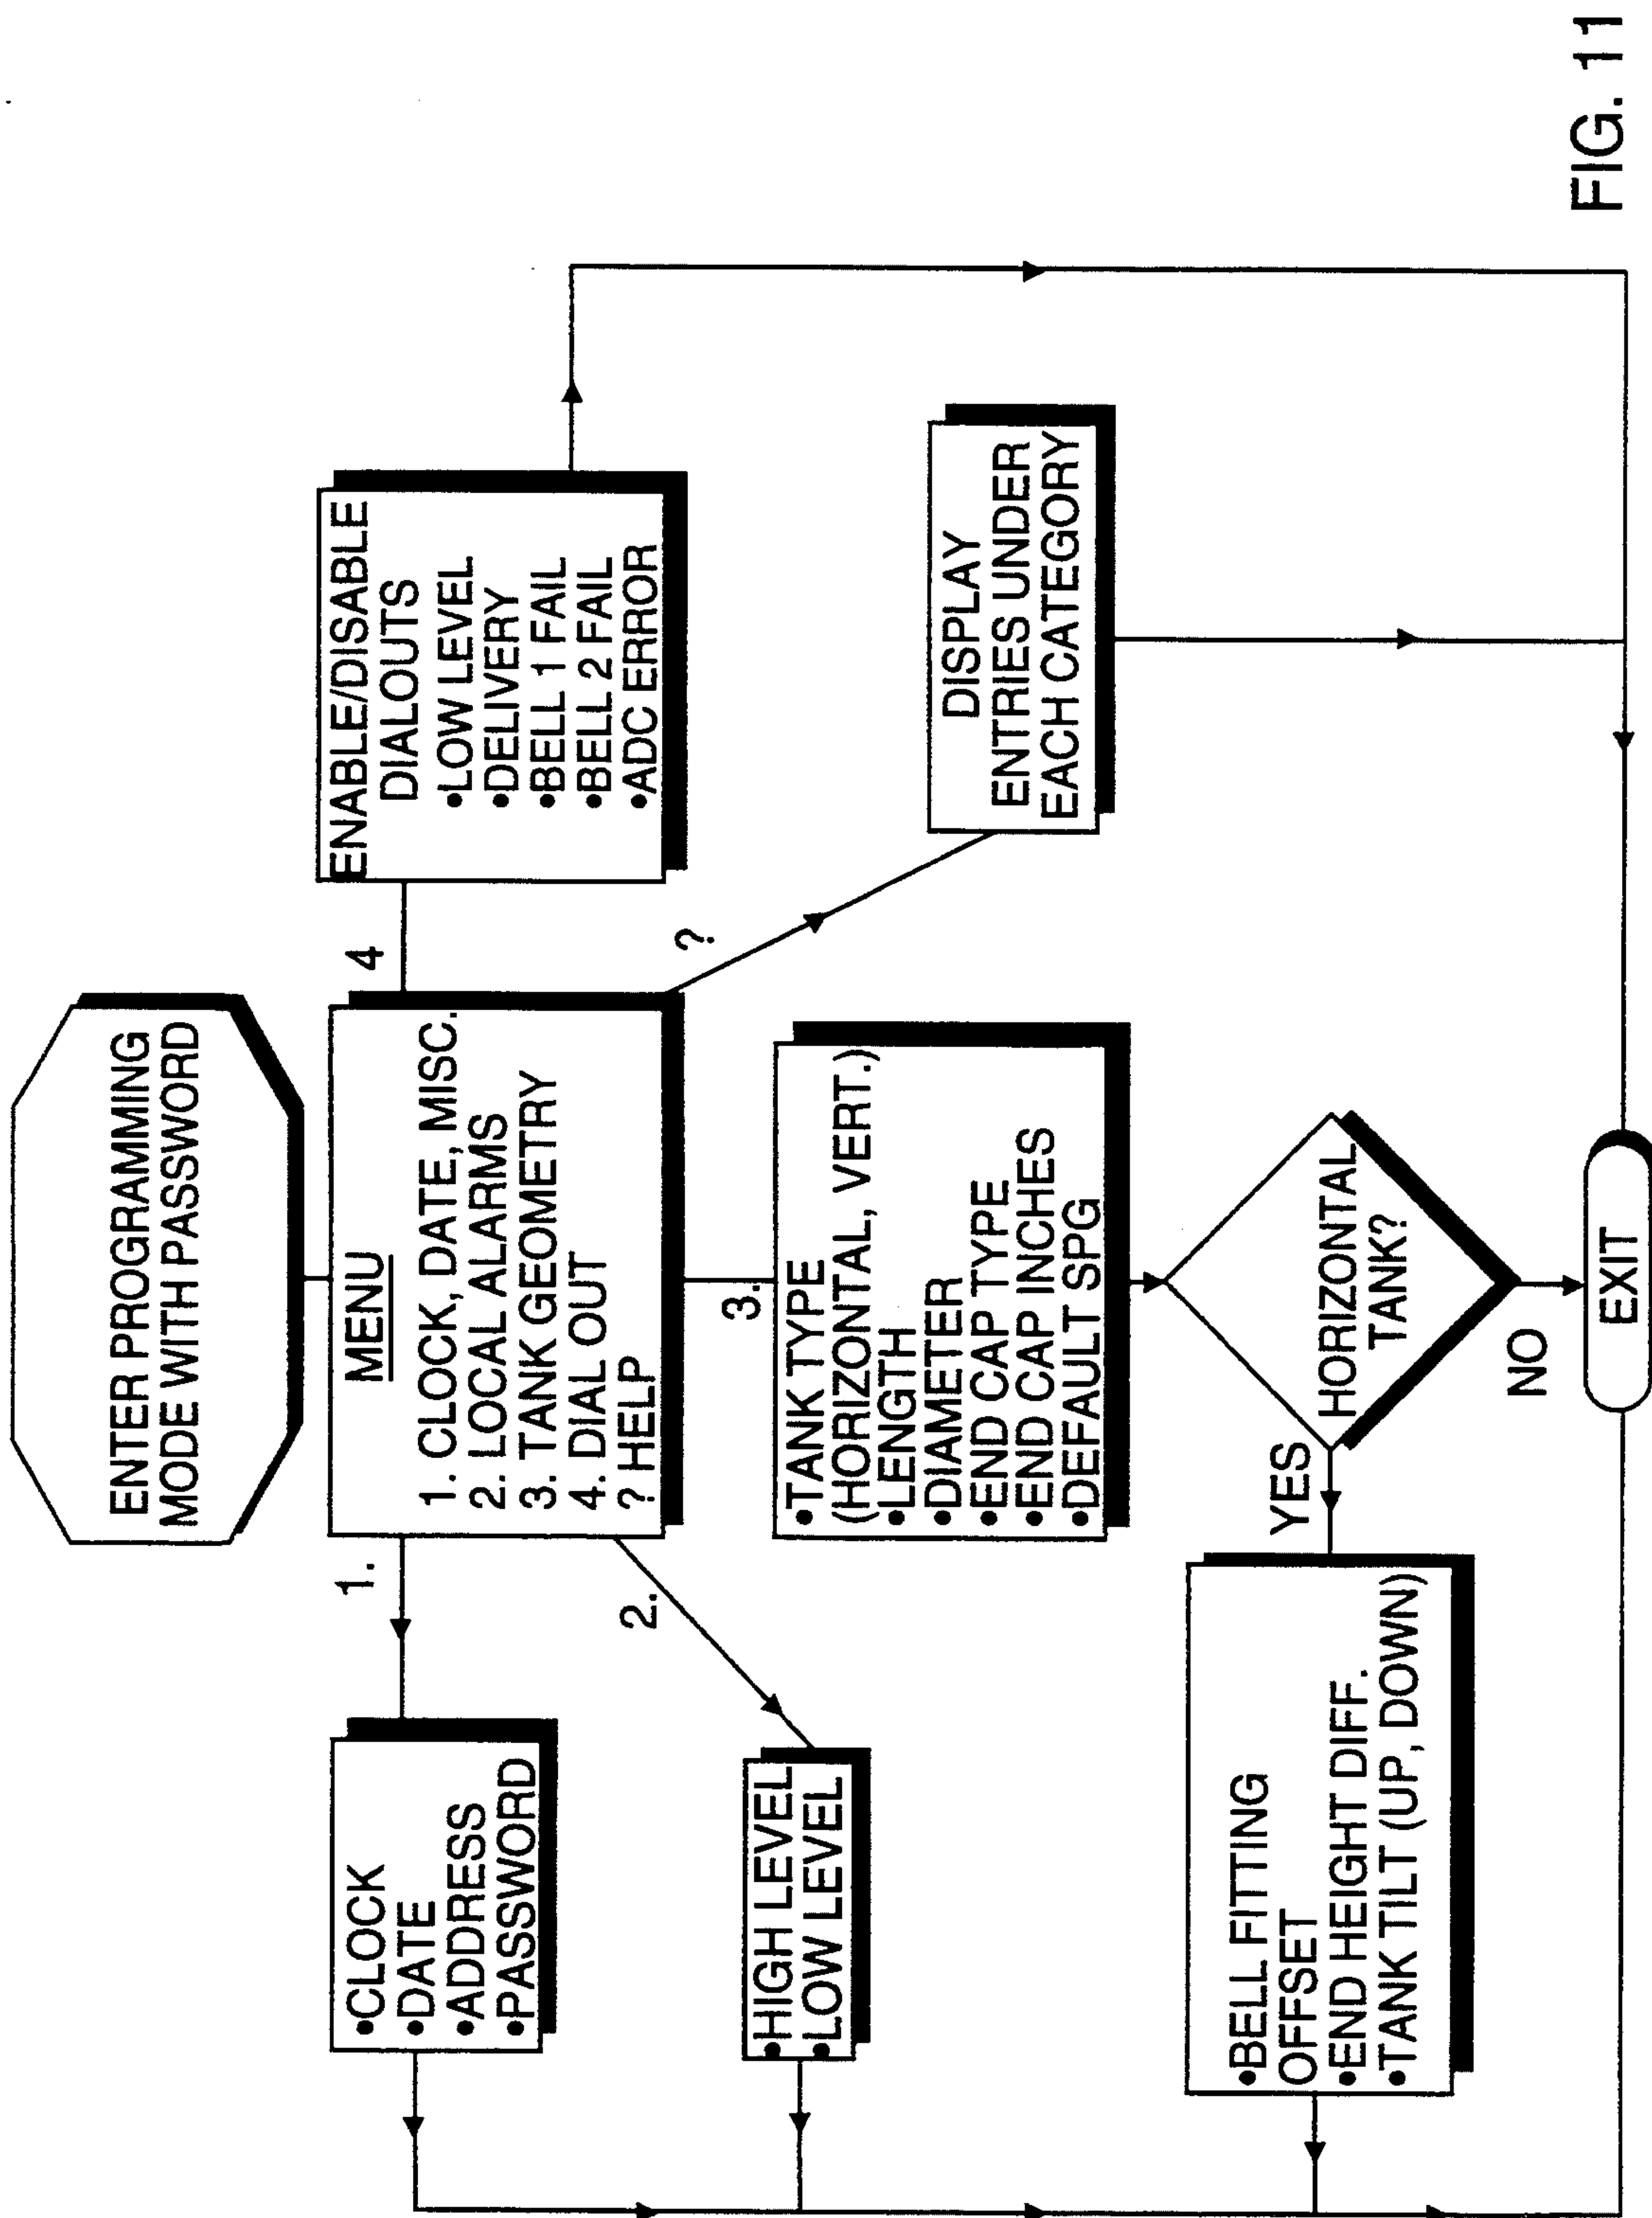 ENTER PROGRAMMING
MODE WITH PASSWORD
MENU
1. CLOCK, DATE, MISC.
2. LOCAL ALARMS
3. TANK GEOMETRY
4. DIAL OUT
? HELP
1.
•CLOCK
•DATE
•ADDRESS
•PASSWORD
2.
•HIGH LEVEL
•LOW LEVEL
3.
•TANK TYPE
(HORIZONTAL, VERT.)
•LENGTH
•DIAMETER
•END CAP TYPE
•END CAP INCHES
•DEFAULT SPG
4
ENABLE/DISABLE
DIALOUTS
•LOW LEVEL
•DELIVERY
•BELL 1 FAIL
•BELL 2 FAIL
•ADC ERROR
?
DISPLAY
ENTRIES UNDER
EACH CATEGORY
HORIZONTAL
TANK?
YES
•BELL FITTING
OFFSET
•END HEIGHT DIFF.
•TANK TILT (UP, DOWN)
NO
EXIT
FIG. 11